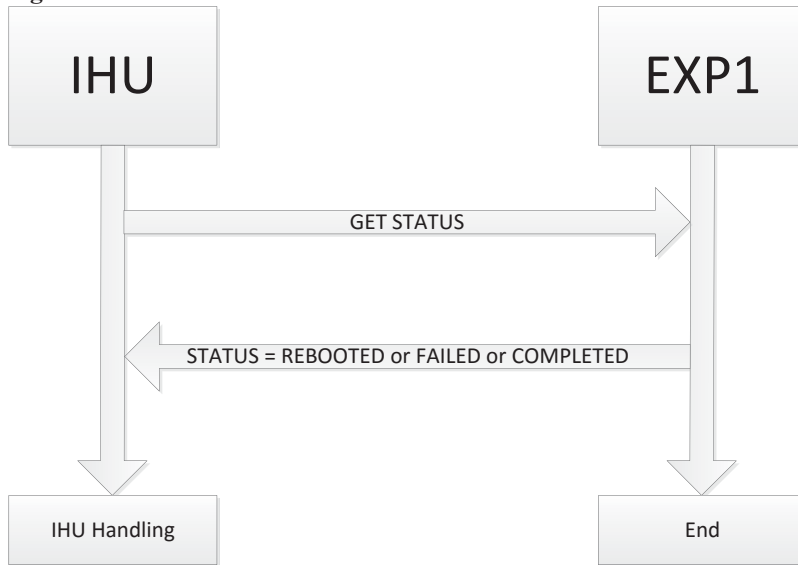 IHU
EXP1
GET STATUS
STATUS = REBOOTED or FAILED or COMPLETED
IHU Handling
End